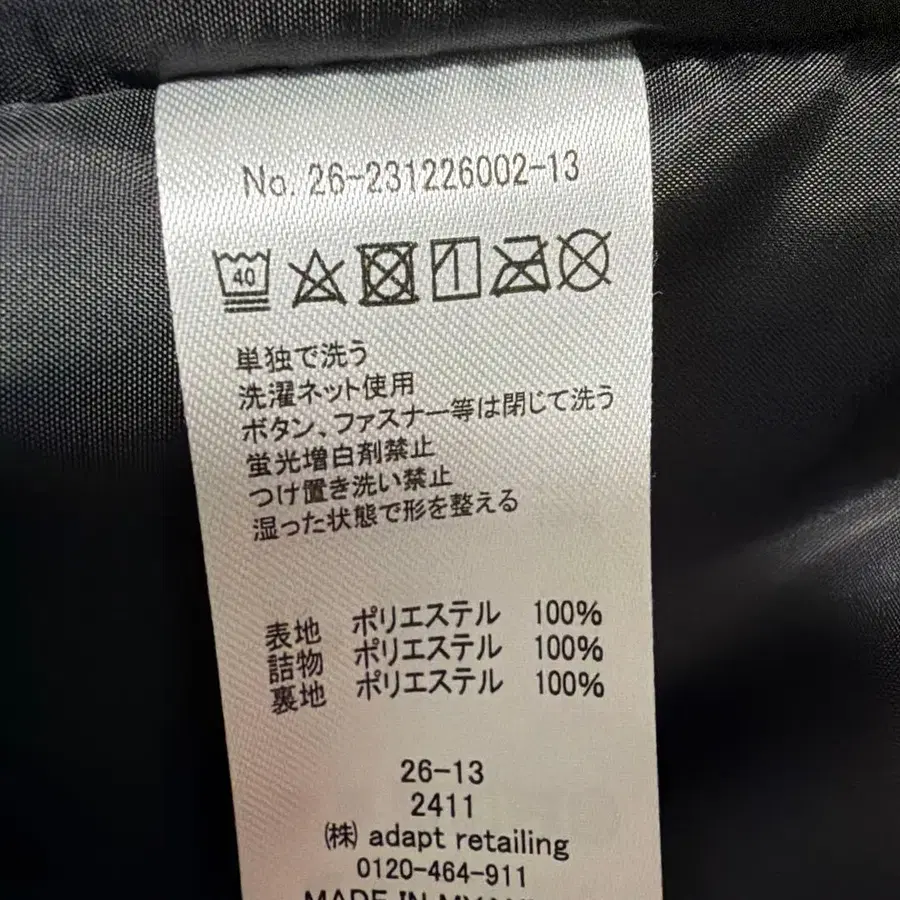 No. 26-231226002-13
40
単独で洗う
洗濯ネット使用
ボタン、ファスナー等は閉じて洗う
蛍光増白剤禁止
つけ置き洗い禁止
湿った状態で形を整える
表地 ポリエステル 100%
詰物 ポリエステル 100%
裏地 ポリエステル 100%
26-13
2411
㈱ adapt retailing
0120-464-911
MADE IN